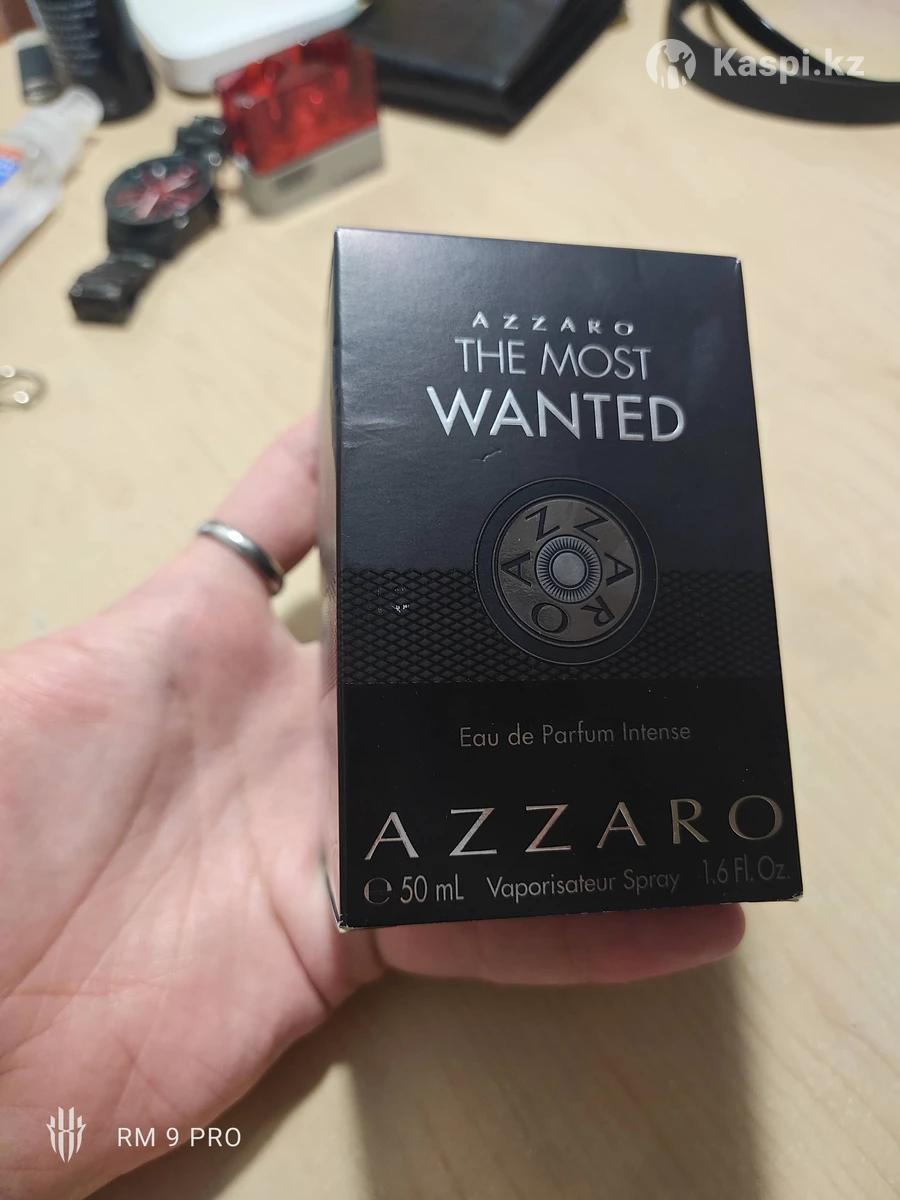 Kaspi.kz
AZZARO
THE MOST
WANTED
AZZARO
Eau de Parfum Intense
AZZARO
℮ 50 mL Vaporisateur Spray 1.6 Fl. Oz.
RM 9 PRO